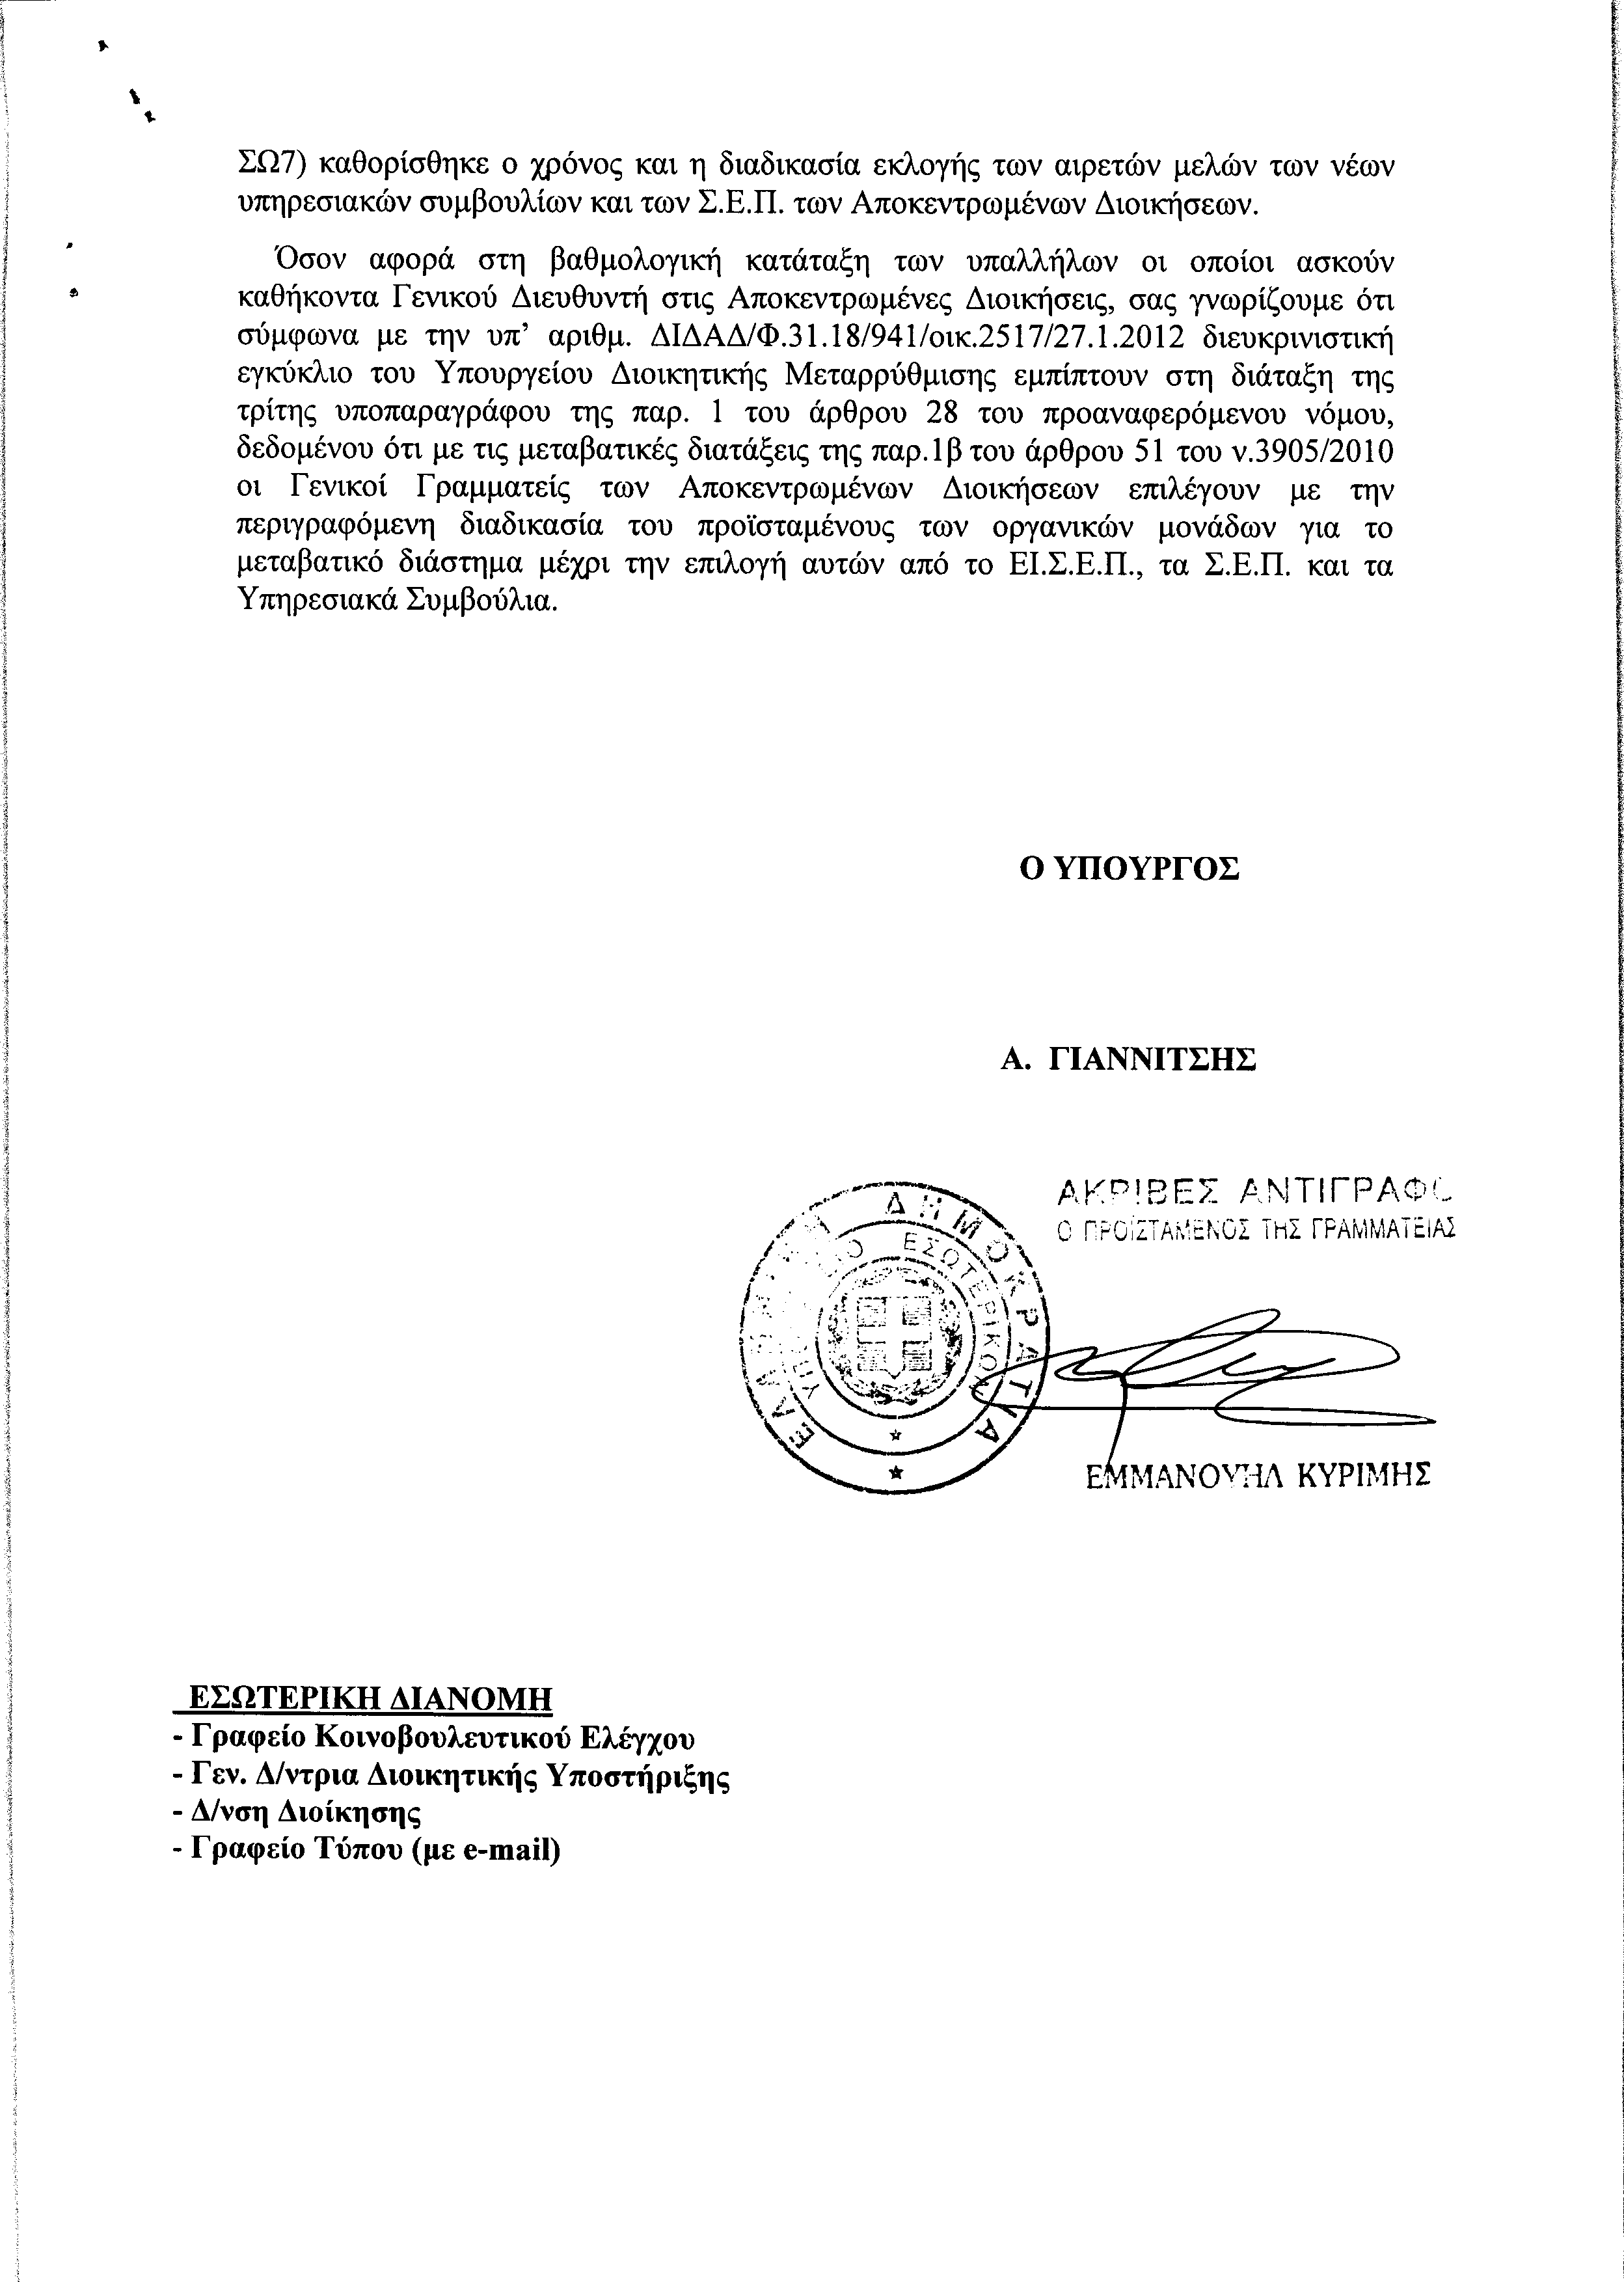 ΣΩ7) καθορίσθηκε ο χρόνος και η διαδικασία εκλογής των αιρετών μελών των νέων
υπηρεσιακών συμβουλίων και των Σ.Ε.Π. των Αποκεντρωμένων Διοικήσεων.
Όσον αφορά στη βαθμολογική κατάταξη των υπαλλήλων οι οποίοι ασκούν
καθήκοντα Γενικού Διευθυντή στις Αποκεντρωμένες Διοικήσεις, σας γνωρίζουμε ότι
σύμφωνα με την υπ’ αριθμ. ΔΙΔΑΔ/Φ.31.18/941/οικ.2517/27.1.2012 διευκρινιστική
εγκύκλιο του Υπουργείου Διοικητικής Μεταρρύθμισης εμπίπτουν στη διάταξη της
τρίτης υποπαραγράφου της παρ. 1 του άρθρου 28 του προαναφερόμενου νόμου,
δεδομένου ότι με τις μεταβατικές διατάξεις της παρ.1β του άρθρου 51 του ν.3905/2010
οι Γενικοί Γραμματείς των Αποκεντρωμένων Διοικήσεων επιλέγουν με την
περιγραφόμενη διαδικασία του προϊσταμένους των οργανικών μονάδων για το
μεταβατικό διάστημα μέχρι την επιλογή αυτών από το ΕΙ.Σ.Ε.Π., τα Σ.Ε.Π. και τα
Υπηρεσιακά Συμβούλια.
Ο ΥΠΟΥΡΓΟΣ
Α. ΓΙΑΝΝΙΤΣΗΣ
ΑΚΡΙΒΕΣ ΑΝΤΙΓΡΑΦΟ
Ο ΠΡΟΪΣΤΑΜΕΝΟΣ ΤΗΣ ΓΡΑΜΜΑΤΕΙΑΣ
ΕΛΛΗΝΙΚΗ ΔΗΜΟΚΡΑΤΙΑ
ΕΣΩΤΕΡΙΚΩΝ
ΕΜΜΑΝΟΥΗΛ ΚΥΡΙΜΗΣ
ΕΣΩΤΕΡΙΚΗ ΔΙΑΝΟΜΗ
- Γραφείο Κοινοβουλευτικού Ελέγχου
- Γεν. Δ/ντρια Διοικητικής Υποστήριξης
- Δ/νση Διοίκησης
- Γραφείο Τύπου (με e-mail)